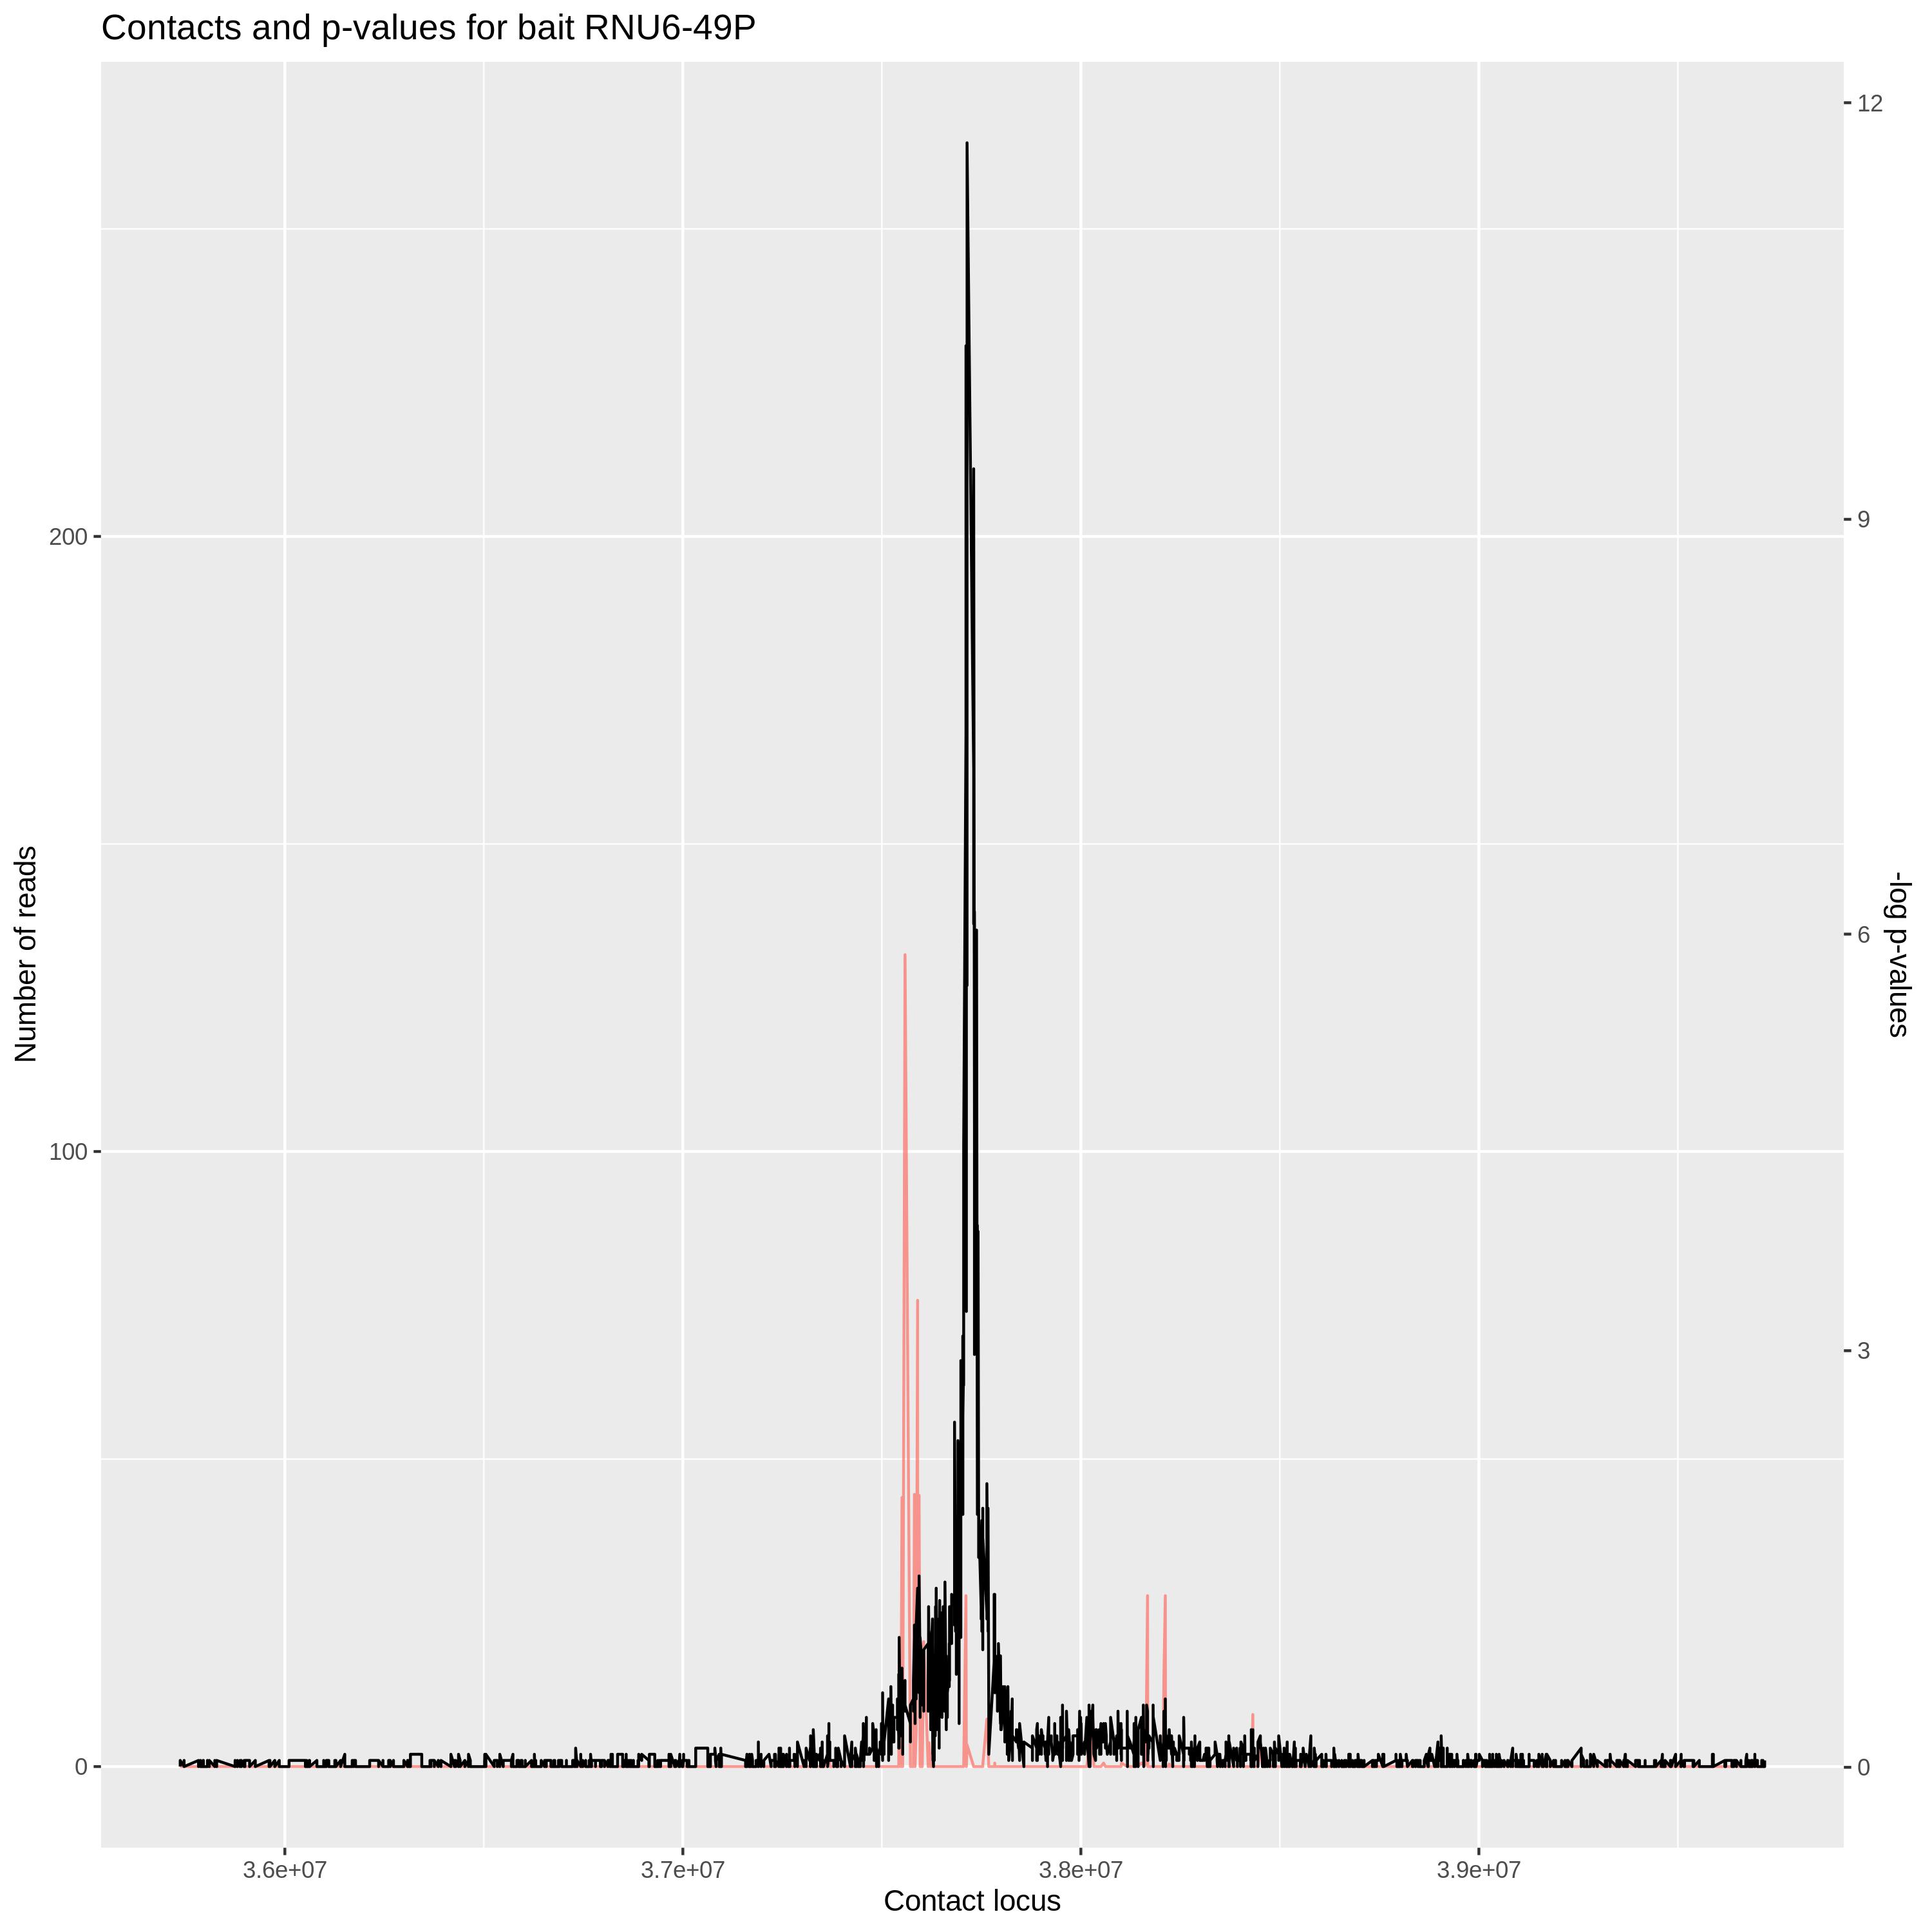 Contacts and p-values for bait RNU6-49P
12
200
9
Number of reads
-log p-values
6
100
3
0
0
3.6e+07
3.7e+07
3.8e+07
3.9e+07
Contact locus